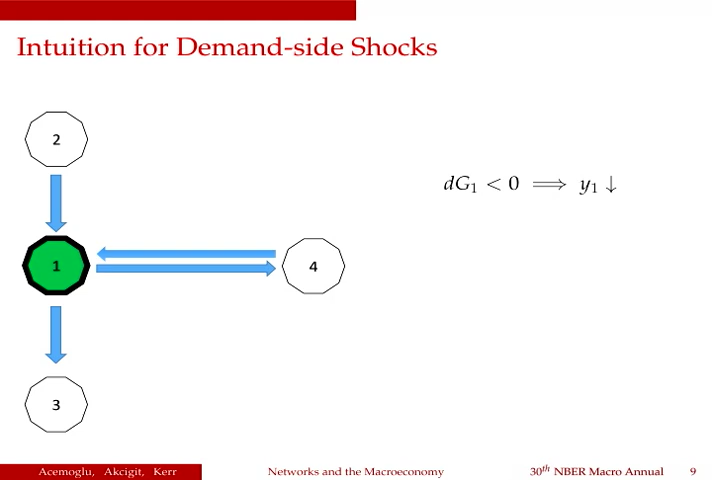 Intuition for Demand-side Shocks
2
dG₁ < 0 ⟹ y₁ ↓
1
4
3
Acemoglu, Akcigit, Kerr
Networks and the Macroeconomy
30ᵗʰ NBER Macro Annual
9